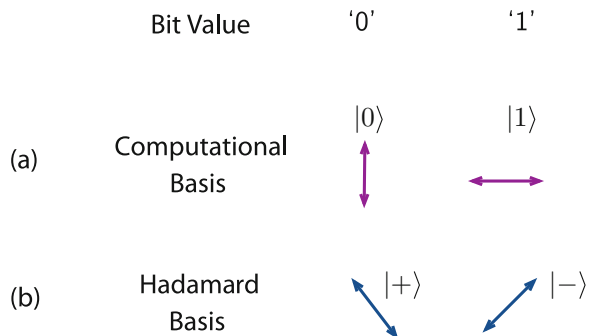 Bit Value ‘0’ ‘1’
|0⟩ |1⟩
(a) Computational
Basis
(b) Hadamard |+⟩ |−⟩
Basis